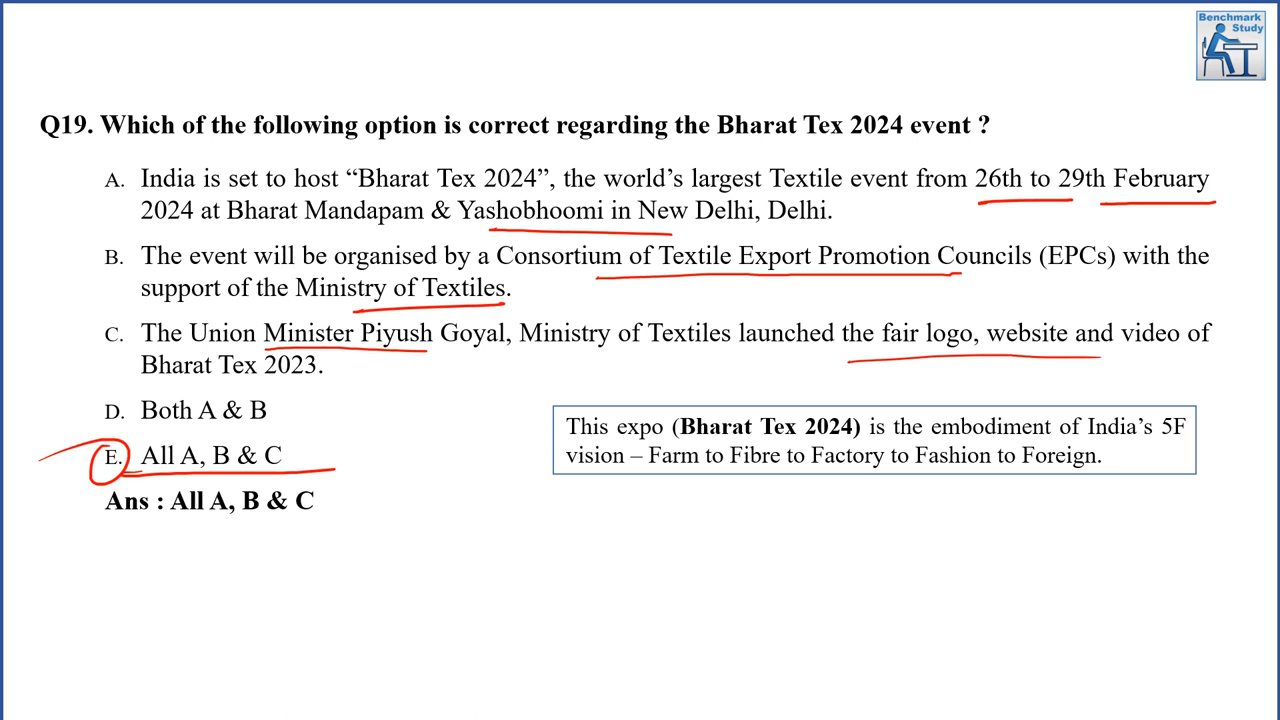 Benchmark
Study
Q19. Which of the following option is correct regarding the Bharat Tex 2024 event ?
A. India is set to host “Bharat Tex 2024”, the world’s largest Textile event from 26th to 29th February
2024 at Bharat Mandapam & Yashobhoomi in New Delhi, Delhi.
B. The event will be organised by a Consortium of Textile Export Promotion Councils (EPCs) with the
support of the Ministry of Textiles.
C. The Union Minister Piyush Goyal, Ministry of Textiles launched the fair logo, website and video of
Bharat Tex 2023.
D. Both A & B
E. All A, B & C
Ans : All A, B & C
This expo (Bharat Tex 2024) is the embodiment of India’s 5F
vision – Farm to Fibre to Factory to Fashion to Foreign.